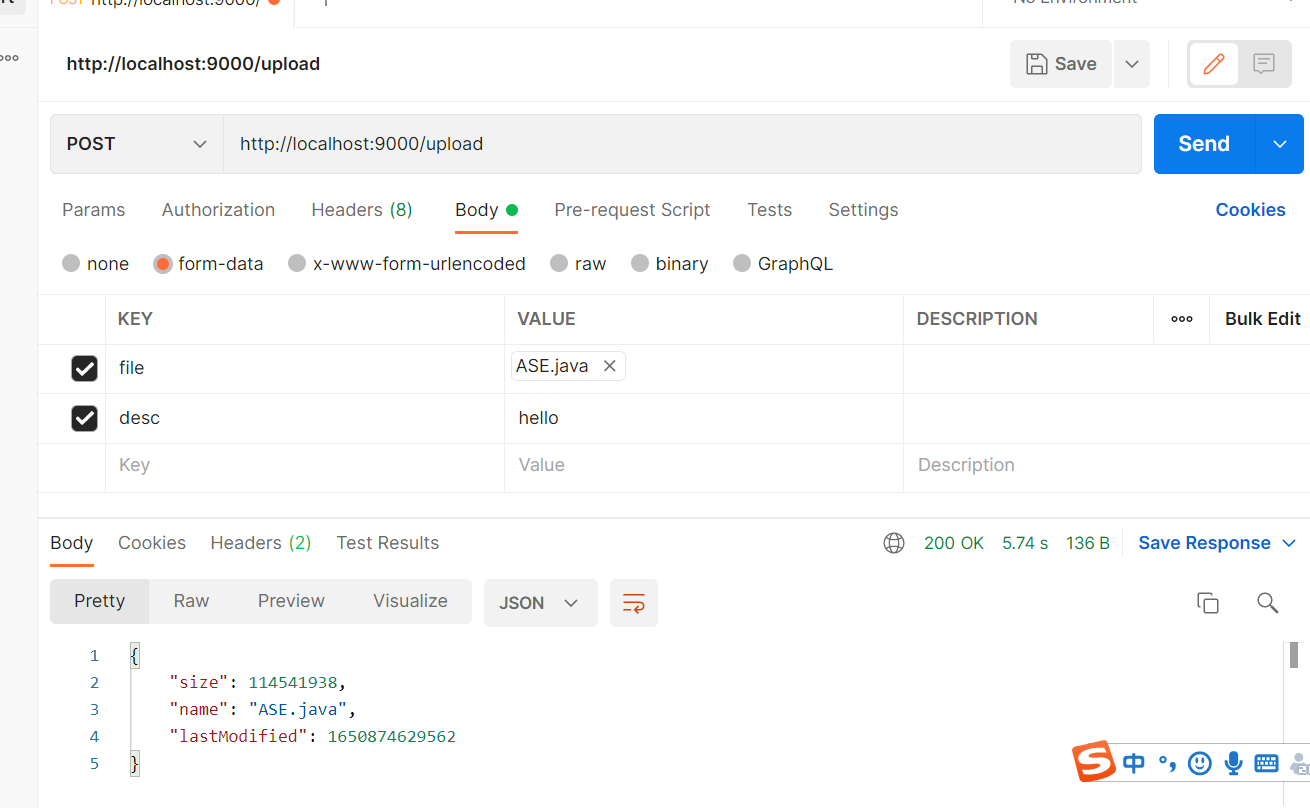 POST http://localhost:9000/ No Environment
http://localhost:9000/upload Save
POST http://localhost:9000/upload Send
Params Authorization Headers (8) Body Pre-request Script Tests Settings Cookies
none form-data x-www-form-urlencoded raw binary GraphQL
KEY VALUE DESCRIPTION ooo Bulk Edit
file ASE.java
desc hello
Key Value Description
Body Cookies Headers (2) Test Results 200 OK 5.74 s 136 B Save Response
Pretty Raw Preview Visualize JSON
1 {
2 "size": 114541938,
3 "name": "ASE.java",
4 "lastModified": 1650874629562
5 }
S 中 °,